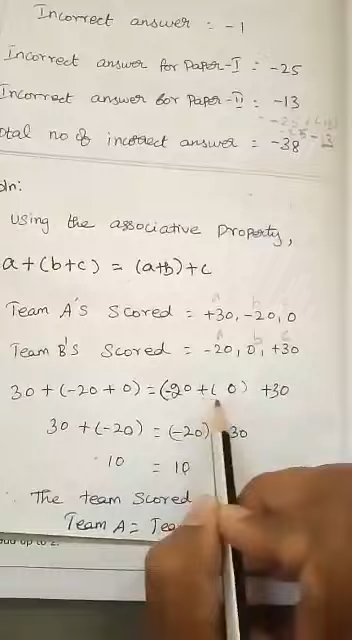 Incorrect answer : -1
Incorrect answer for Paper-I : -25
Incorrect answer for Paper-II : -13
otal no of incorrect answer = -38
oln:
Using the associative Property,
a+(b+c) = (a+b)+c
Team A's Scored = +30, -20, 0
Team B's Scored = -20, 0, +30
30 + (-20 + 0) = (-20 + ( 0) +30
30 + (-20) = (-20) 30
10 = 10
∴ The team Scored
Team A = Tea